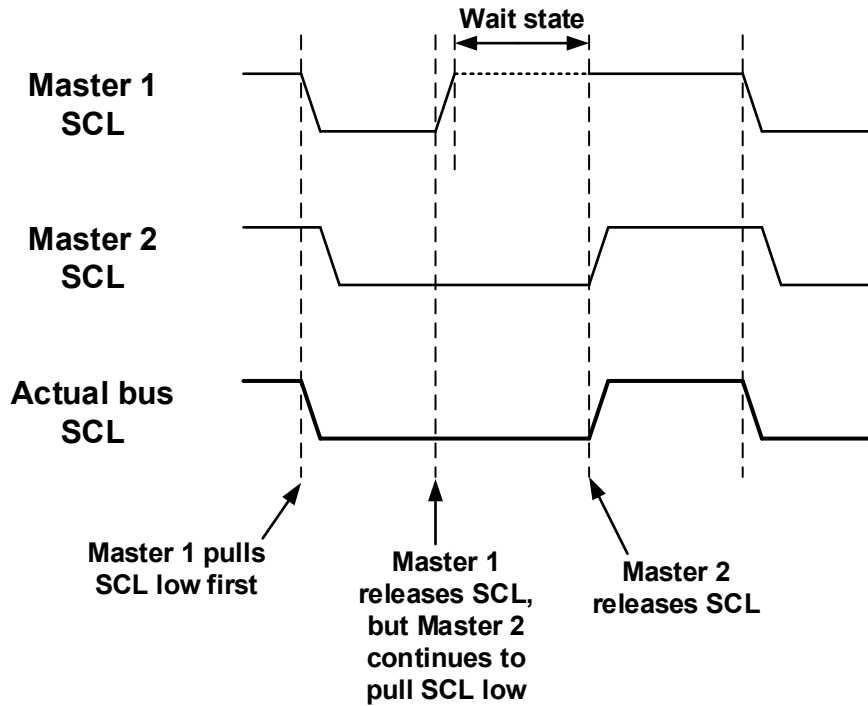 Wait state
Master 1
SCL
Master 2
SCL
Actual bus
SCL
Master 1 pulls
SCL low first
Master 1
releases SCL,
but Master 2
continues to
pull SCL low
Master 2
releases SCL